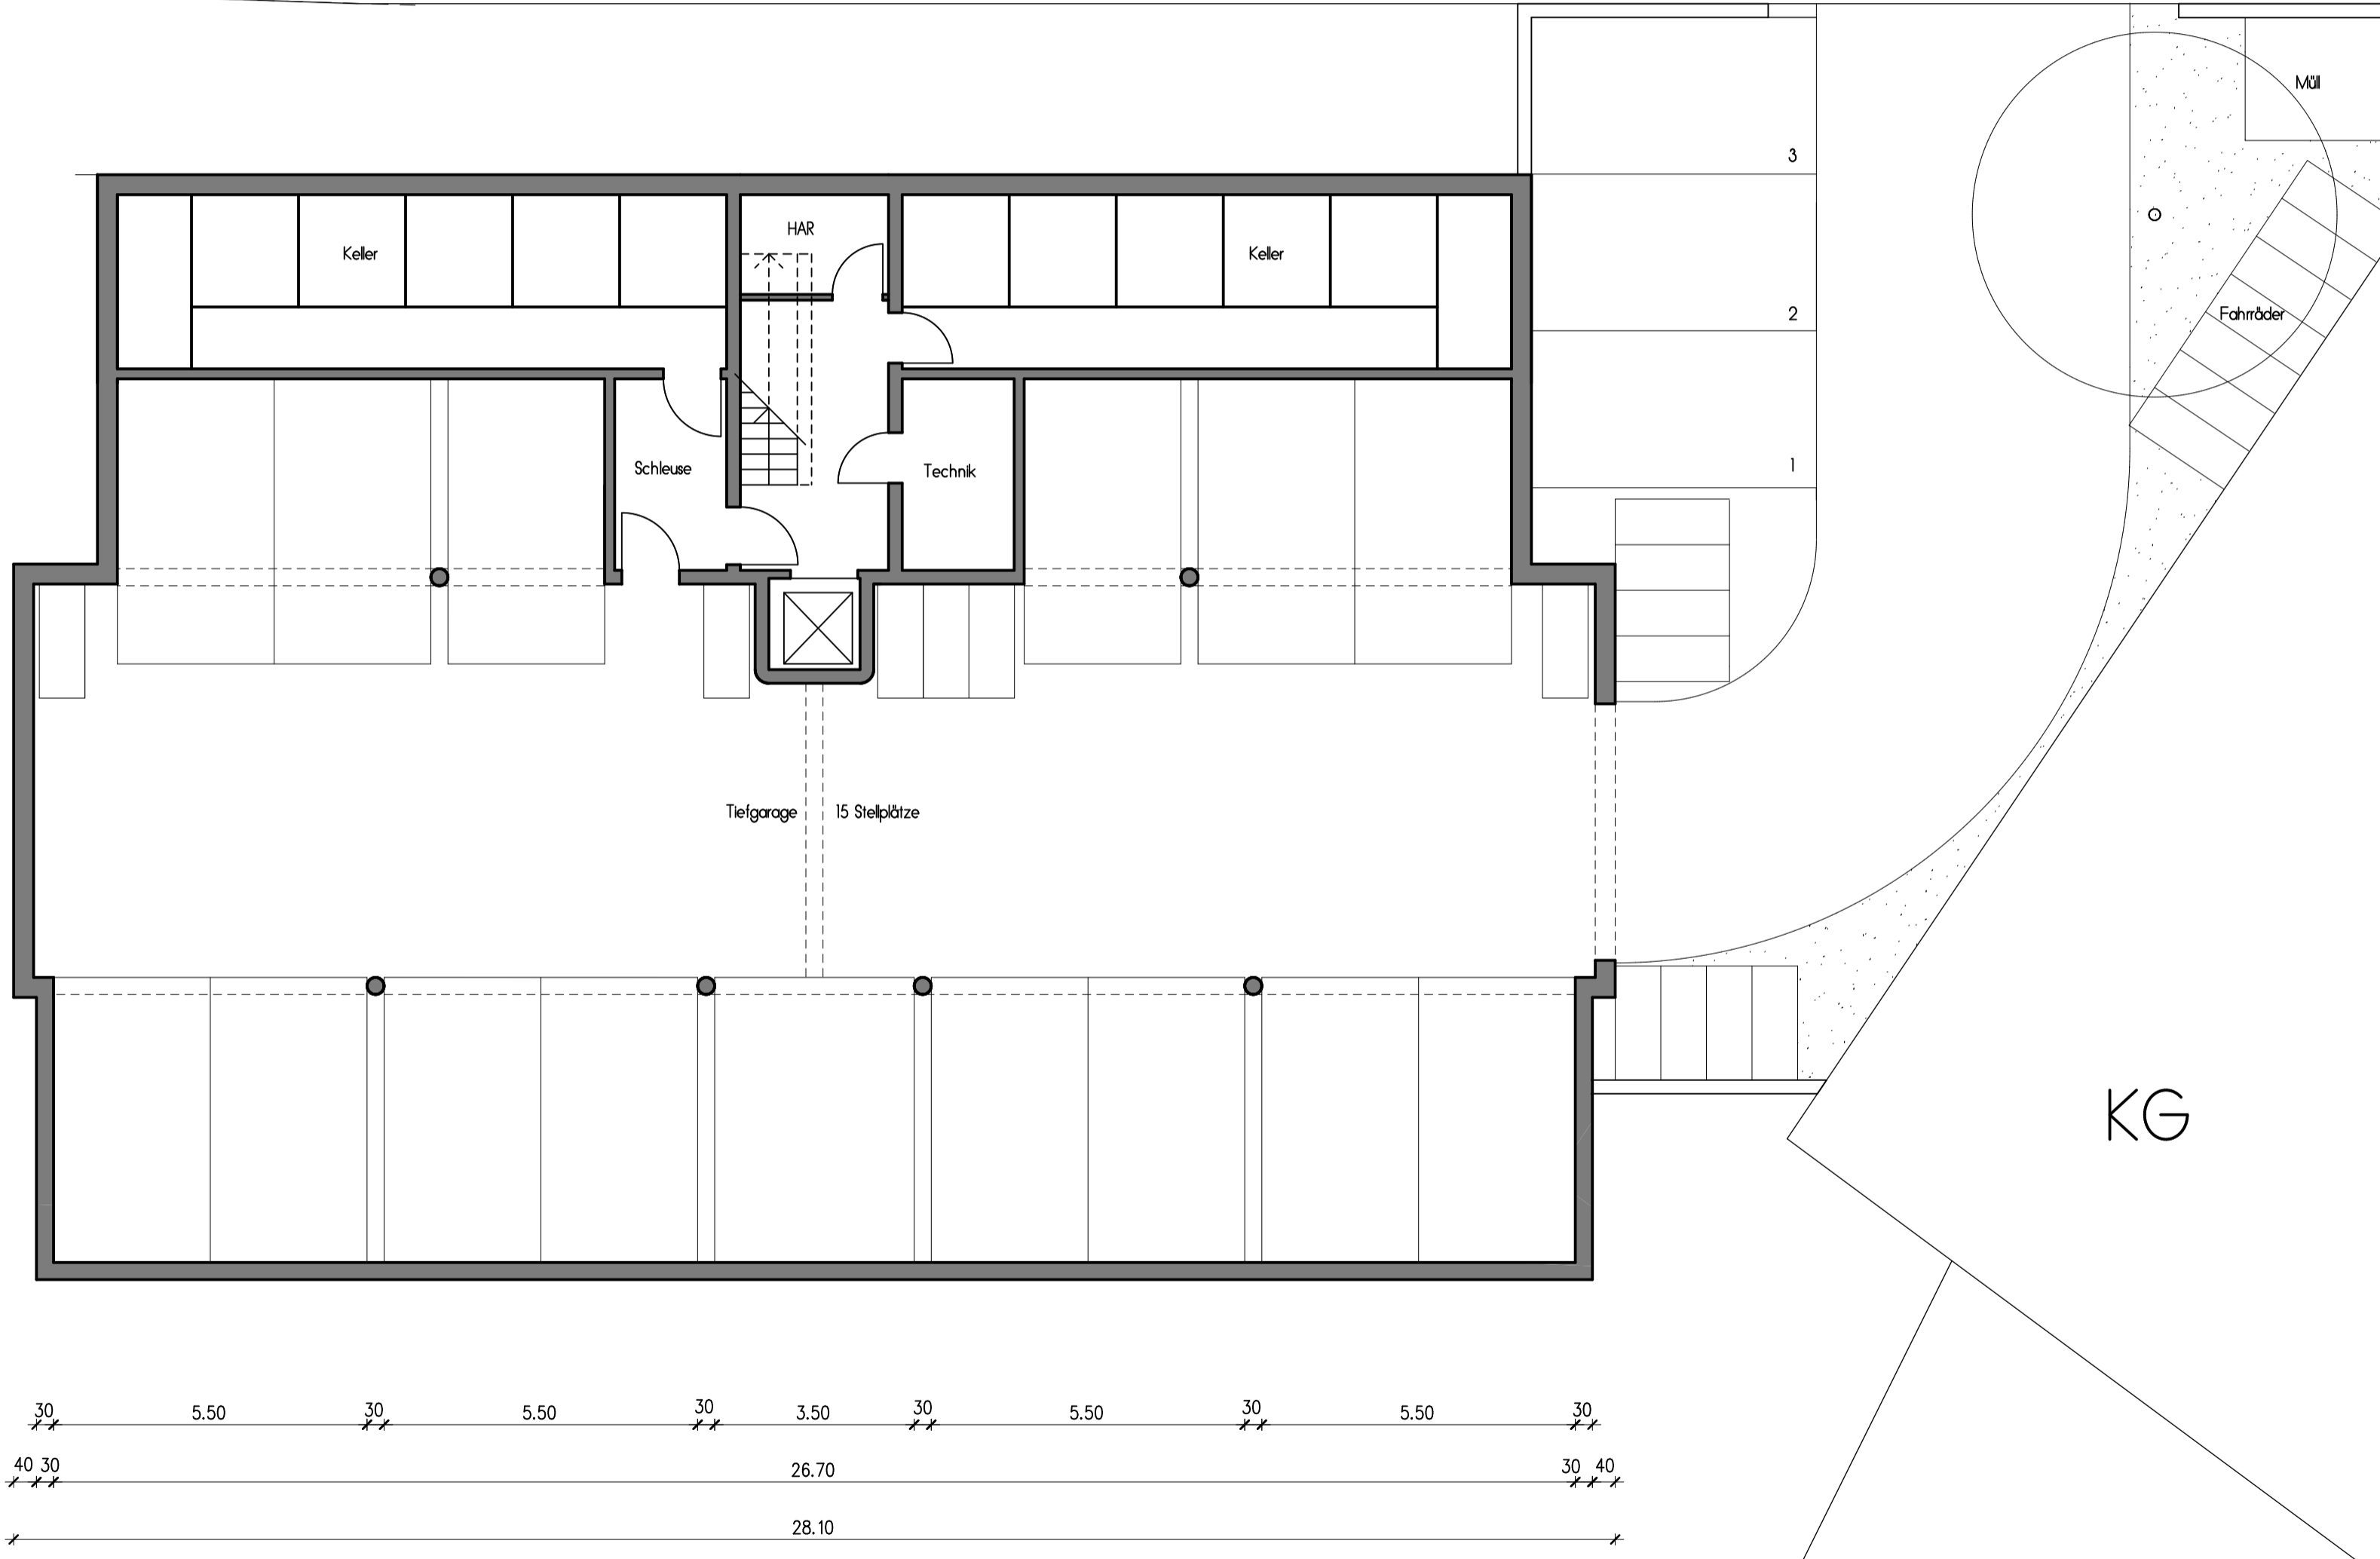 Müll
3
HAR
Keller
Keller
2
Fahrräder
1
Schleuse
Technik
Tiefgarage
15 Stellplätze
KG
30 5.50 30 5.50 30 3.50 30 5.50 30 5.50 30
40 30 26.70 30 40
28.10